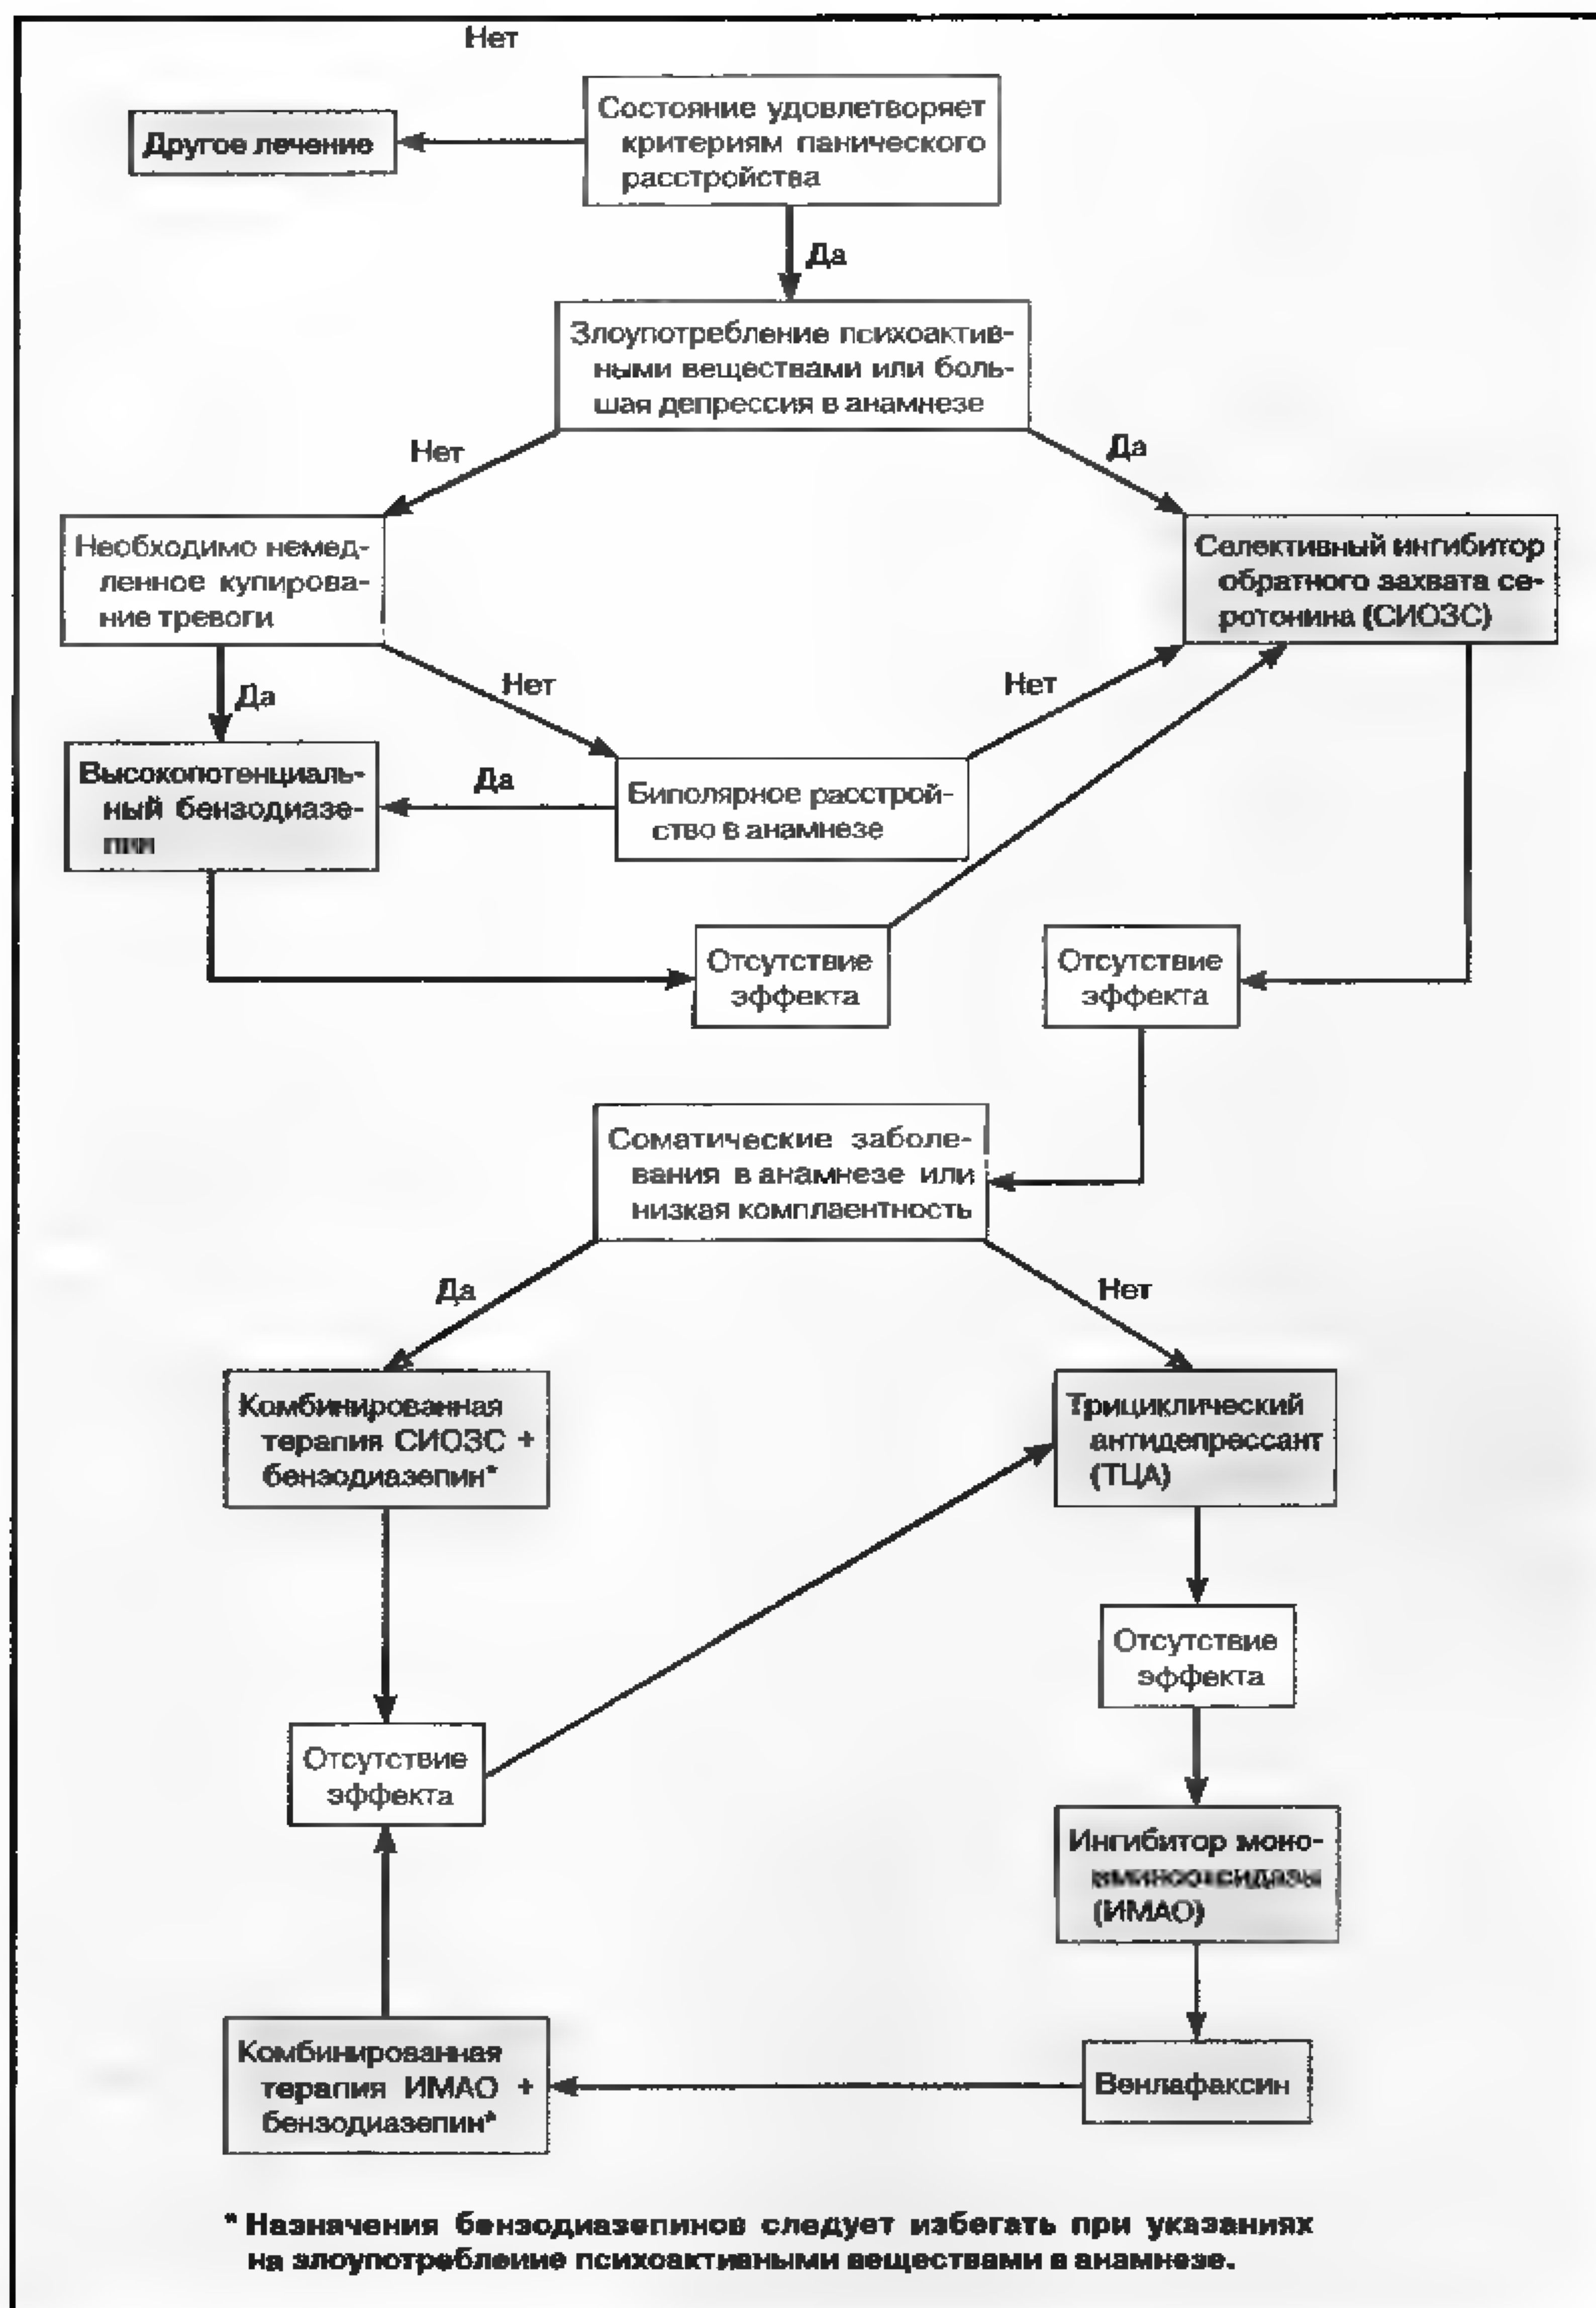 Нет
Состояние удовлетворяет
критериям панического
расстройства
Другое лечение
Да
Злоупотребление психоактив-
ными веществами или боль-
шая депрессия в анамнезе
Нет
Да
Необходимо немед-
ленное купирова-
ние тревоги
Селективный ингибитор
обратного захвата се-
ротонина (СИОЗС)
Да
Нет
Нет
Высокопотенциаль-
ный бензодиазе-
пин
Да
Биполярное расстрой-
ство в анамнезе
Отсутствие
эффекта
Отсутствие
эффекта
Соматические заболе-
вания в анамнезе или
низкая комплаентность
Да
Нет
Комбинированная
терапия СИОЗС +
бензодиазепин*
Трициклический
антидепрессант
(ТЦА)
Отсутствие
эффекта
Отсутствие
эффекта
Ингибитор моно-
аминооксидазы
(ИМАО)
Комбинированная
терапия ИМАО +
бензодиазепин*
Венлафаксин
* Назначения бензодиазепинов следует избегать при указаниях
на злоупотребление психоактивными веществами в анамнезе.